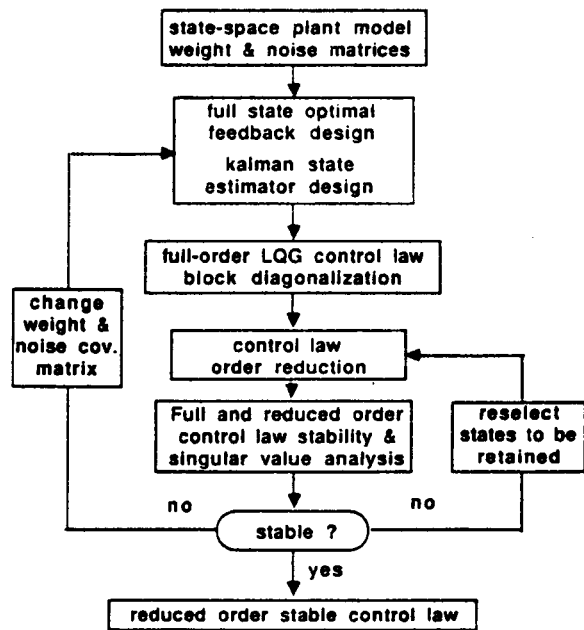 state-space plant model
weight & noise matrices
full state optimal
feedback design
kalman state
estimator design
full-order LQG control law
block diagonalization
change
weight &
noise cov.
matrix
control law
order reduction
Full and reduced order
control law stability &
singular value analysis
reselect
states to be
retained
no
no
stable ?
yes
reduced order stable control law